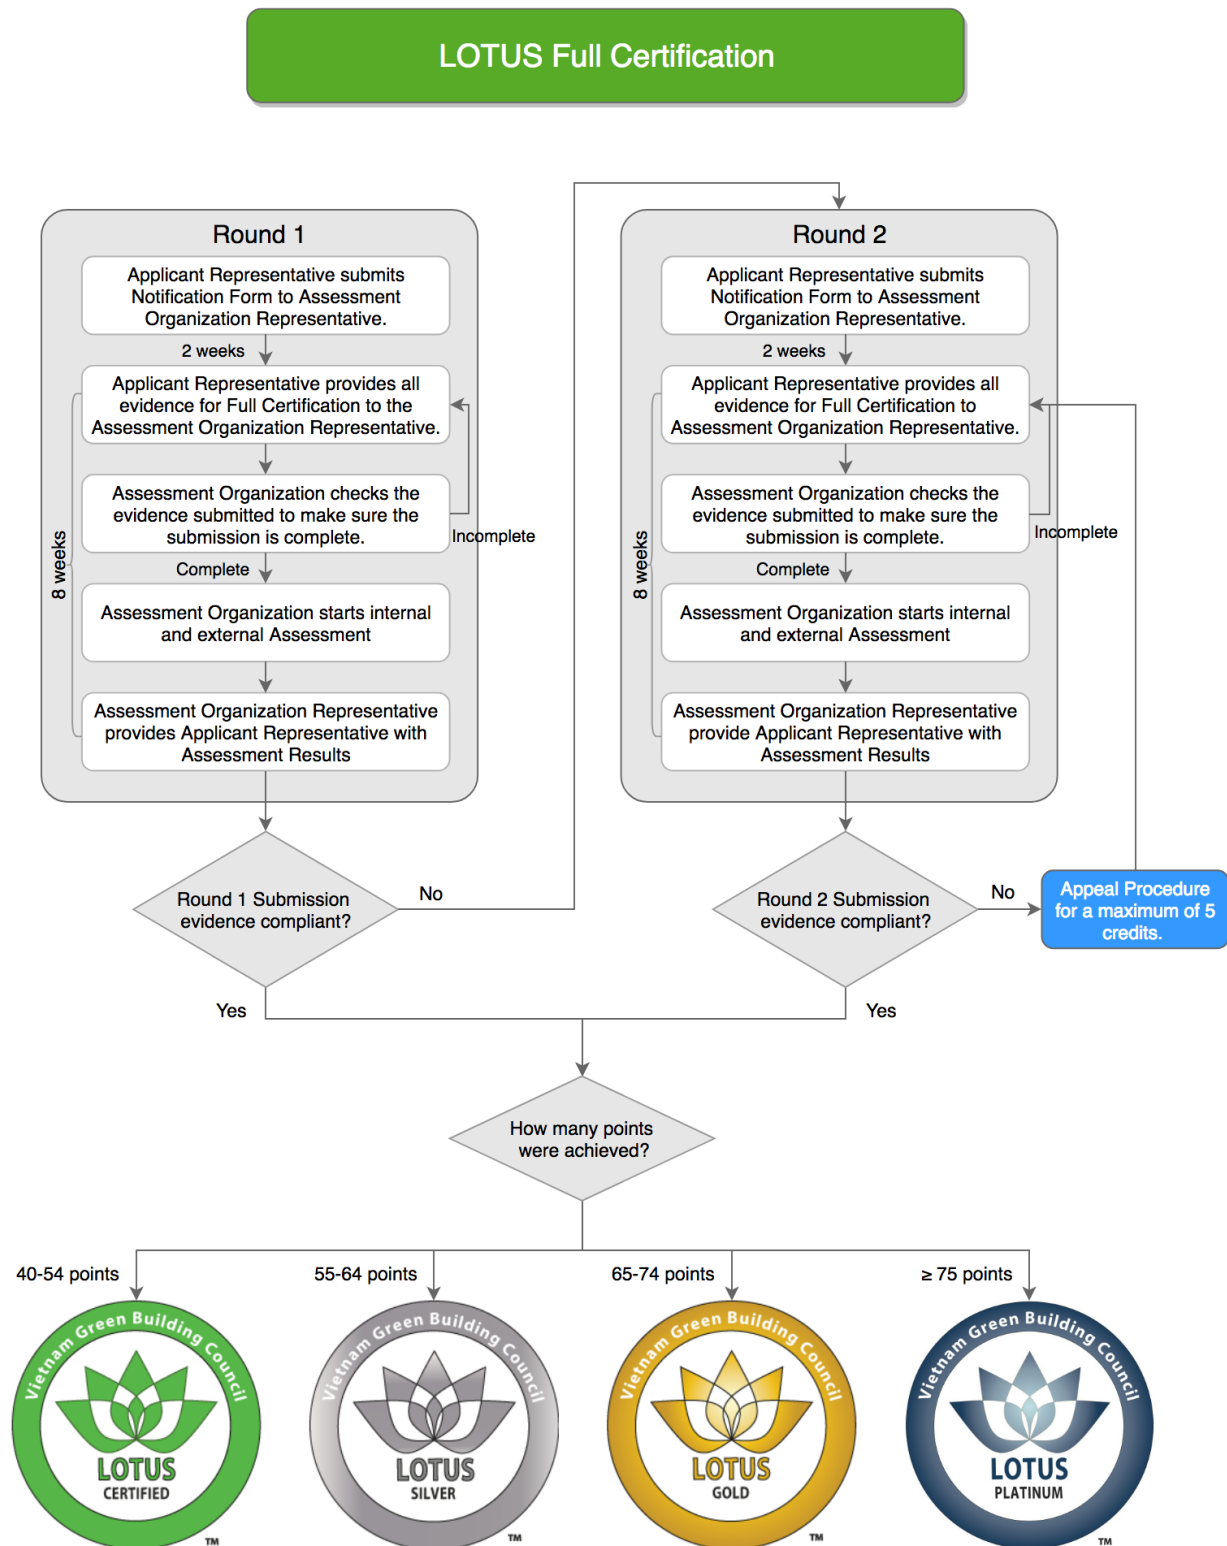 LOTUS Full Certification
Round 1
Applicant Representative submits
Notification Form to Assessment
Organization Representative.
2 weeks
Applicant Representative provides all
evidence for Full Certification to the
Assessment Organization Representative.
Assessment Organization checks the
evidence submitted to make sure the
submission is complete.
Incomplete
8 weeks
Complete
Assessment Organization starts internal
and external Assessment
Assessment Organization Representative
provides Applicant Representative with
Assessment Results
Round 1 Submission
evidence compliant?
No
Yes
Round 2
Applicant Representative submits
Notification Form to Assessment
Organization Representative.
2 weeks
Applicant Representative provides all
evidence for Full Certification to
Assessment Organization Representative.
Assessment Organization checks the
evidence submitted to make sure the
submission is complete.
Incomplete
8 weeks
Complete
Assessment Organization starts internal
and external Assessment
Assessment Organization Representative
provide Applicant Representative with
Assessment Results
Round 2 Submission
evidence compliant?
No
Appeal Procedure
for a maximum of 5
credits.
Yes
How many points
were achieved?
40-54 points
Vietnam Green Building Council
LOTUS
CERTIFIED
TM
55-64 points
Vietnam Green Building Council
LOTUS
SILVER
TM
65-74 points
Vietnam Green Building Council
LOTUS
GOLD
TM
≥ 75 points
Vietnam Green Building Council
LOTUS
PLATINUM
TM